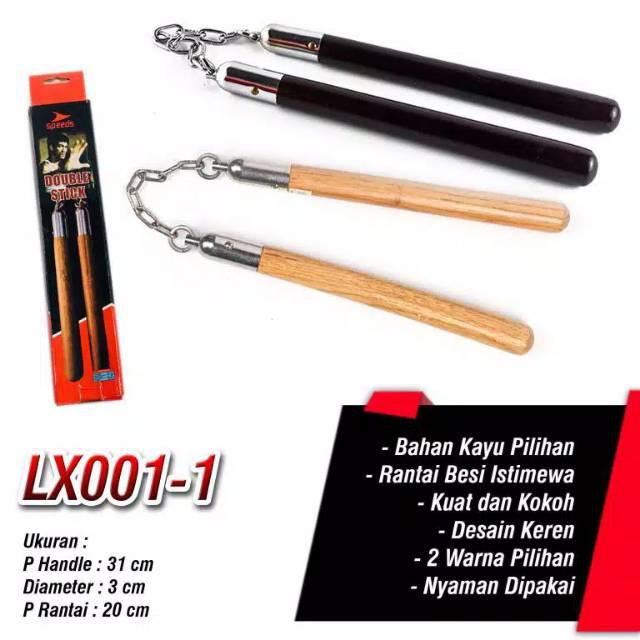 speeds
DOUBLE
STICK
LX001-1
Ukuran :
P Handle : 31 cm
Diameter : 3 cm
P Rantai : 20 cm
- Bahan Kayu Pilihan
- Rantai Besi Istimewa
- Kuat dan Kokoh
- Desain Keren
- 2 Warna Pilihan
- Nyaman Dipakai